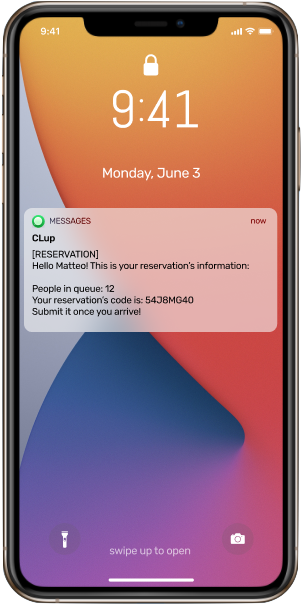 9:41
9:41
Monday, June 3
MESSAGES now
CLup
[RESERVATION]
Hello Matteo! This is your reservation's information:
People in queue: 12
Your reservation's code is: 54J8MG40
Submit it once you arrive!
swipe up to open